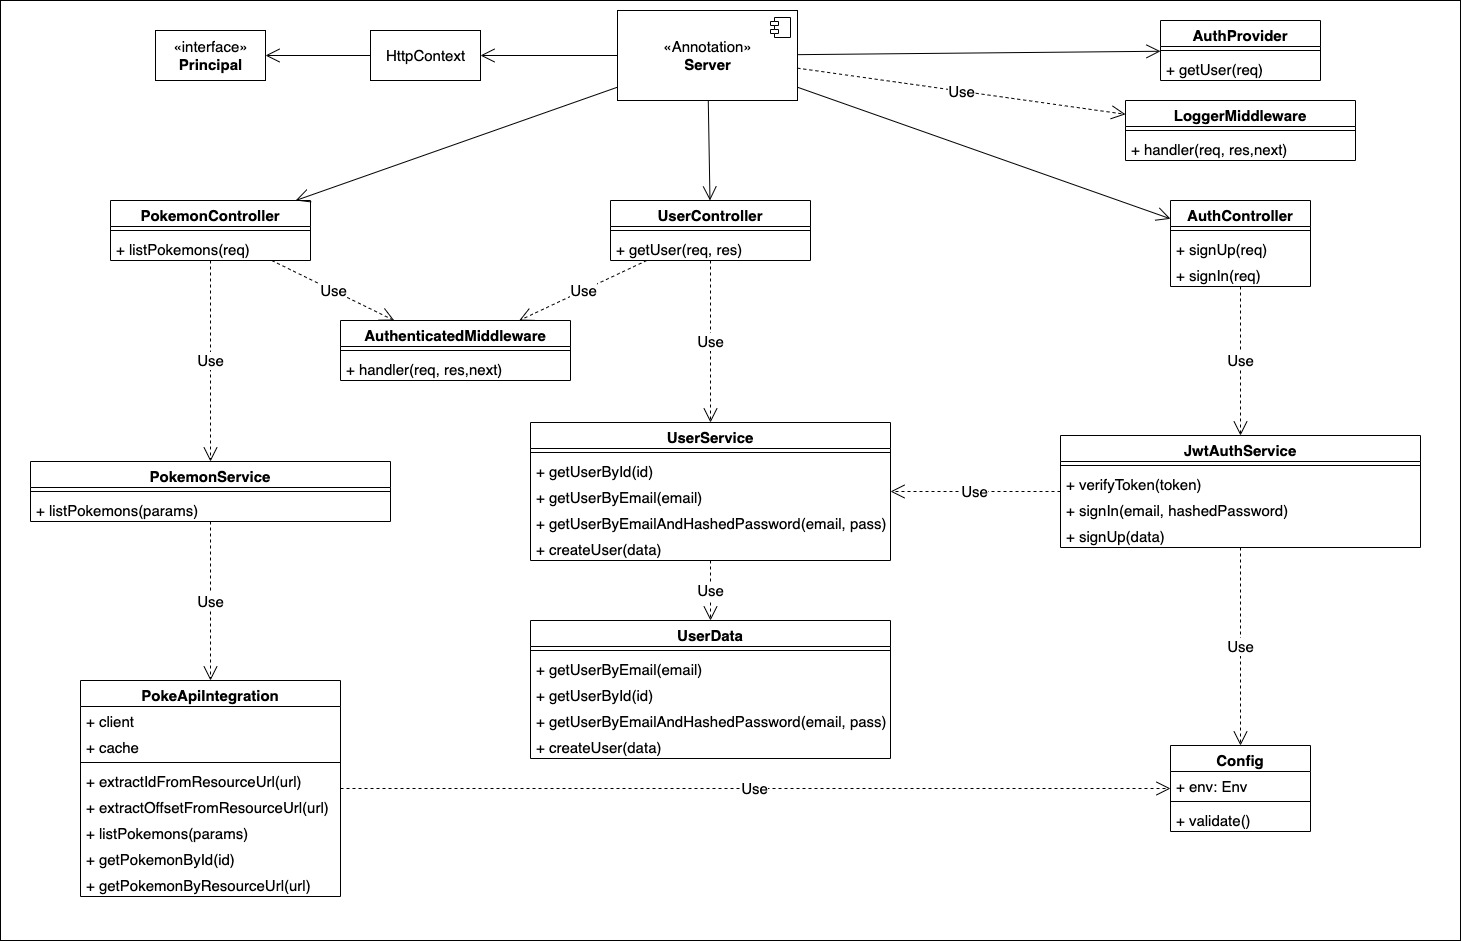 «interface»
Principal
HttpContext
«Annotation»
Server
AuthProvider
+ getUser(req)
Use
LoggerMiddleware
+ handler(req, res,next)
PokemonController
+ listPokemons(req)
UserController
+ getUser(req, res)
AuthController
+ signUp(req)
+ signIn(req)
Use
Use
AuthenticatedMiddleware
+ handler(req, res,next)
Use
Use
Use
PokemonService
+ listPokemons(params)
UserService
+ getUserById(id)
+ getUserByEmail(email)
+ getUserByEmailAndHashedPassword(email, pass)
+ createUser(data)
Use
JwtAuthService
+ verifyToken(token)
+ signIn(email, hashedPassword)
+ signUp(data)
Use
Use
Use
UserData
+ getUserByEmail(email)
+ getUserById(id)
+ getUserByEmailAndHashedPassword(email, pass)
+ createUser(data)
PokeApiIntegration
+ client
+ cache
+ extractIdFromResourceUrl(url)
+ extractOffsetFromResourceUrl(url)
+ listPokemons(params)
+ getPokemonById(id)
+ getPokemonByResourceUrl(url)
Use
Config
+ env: Env
+ validate()